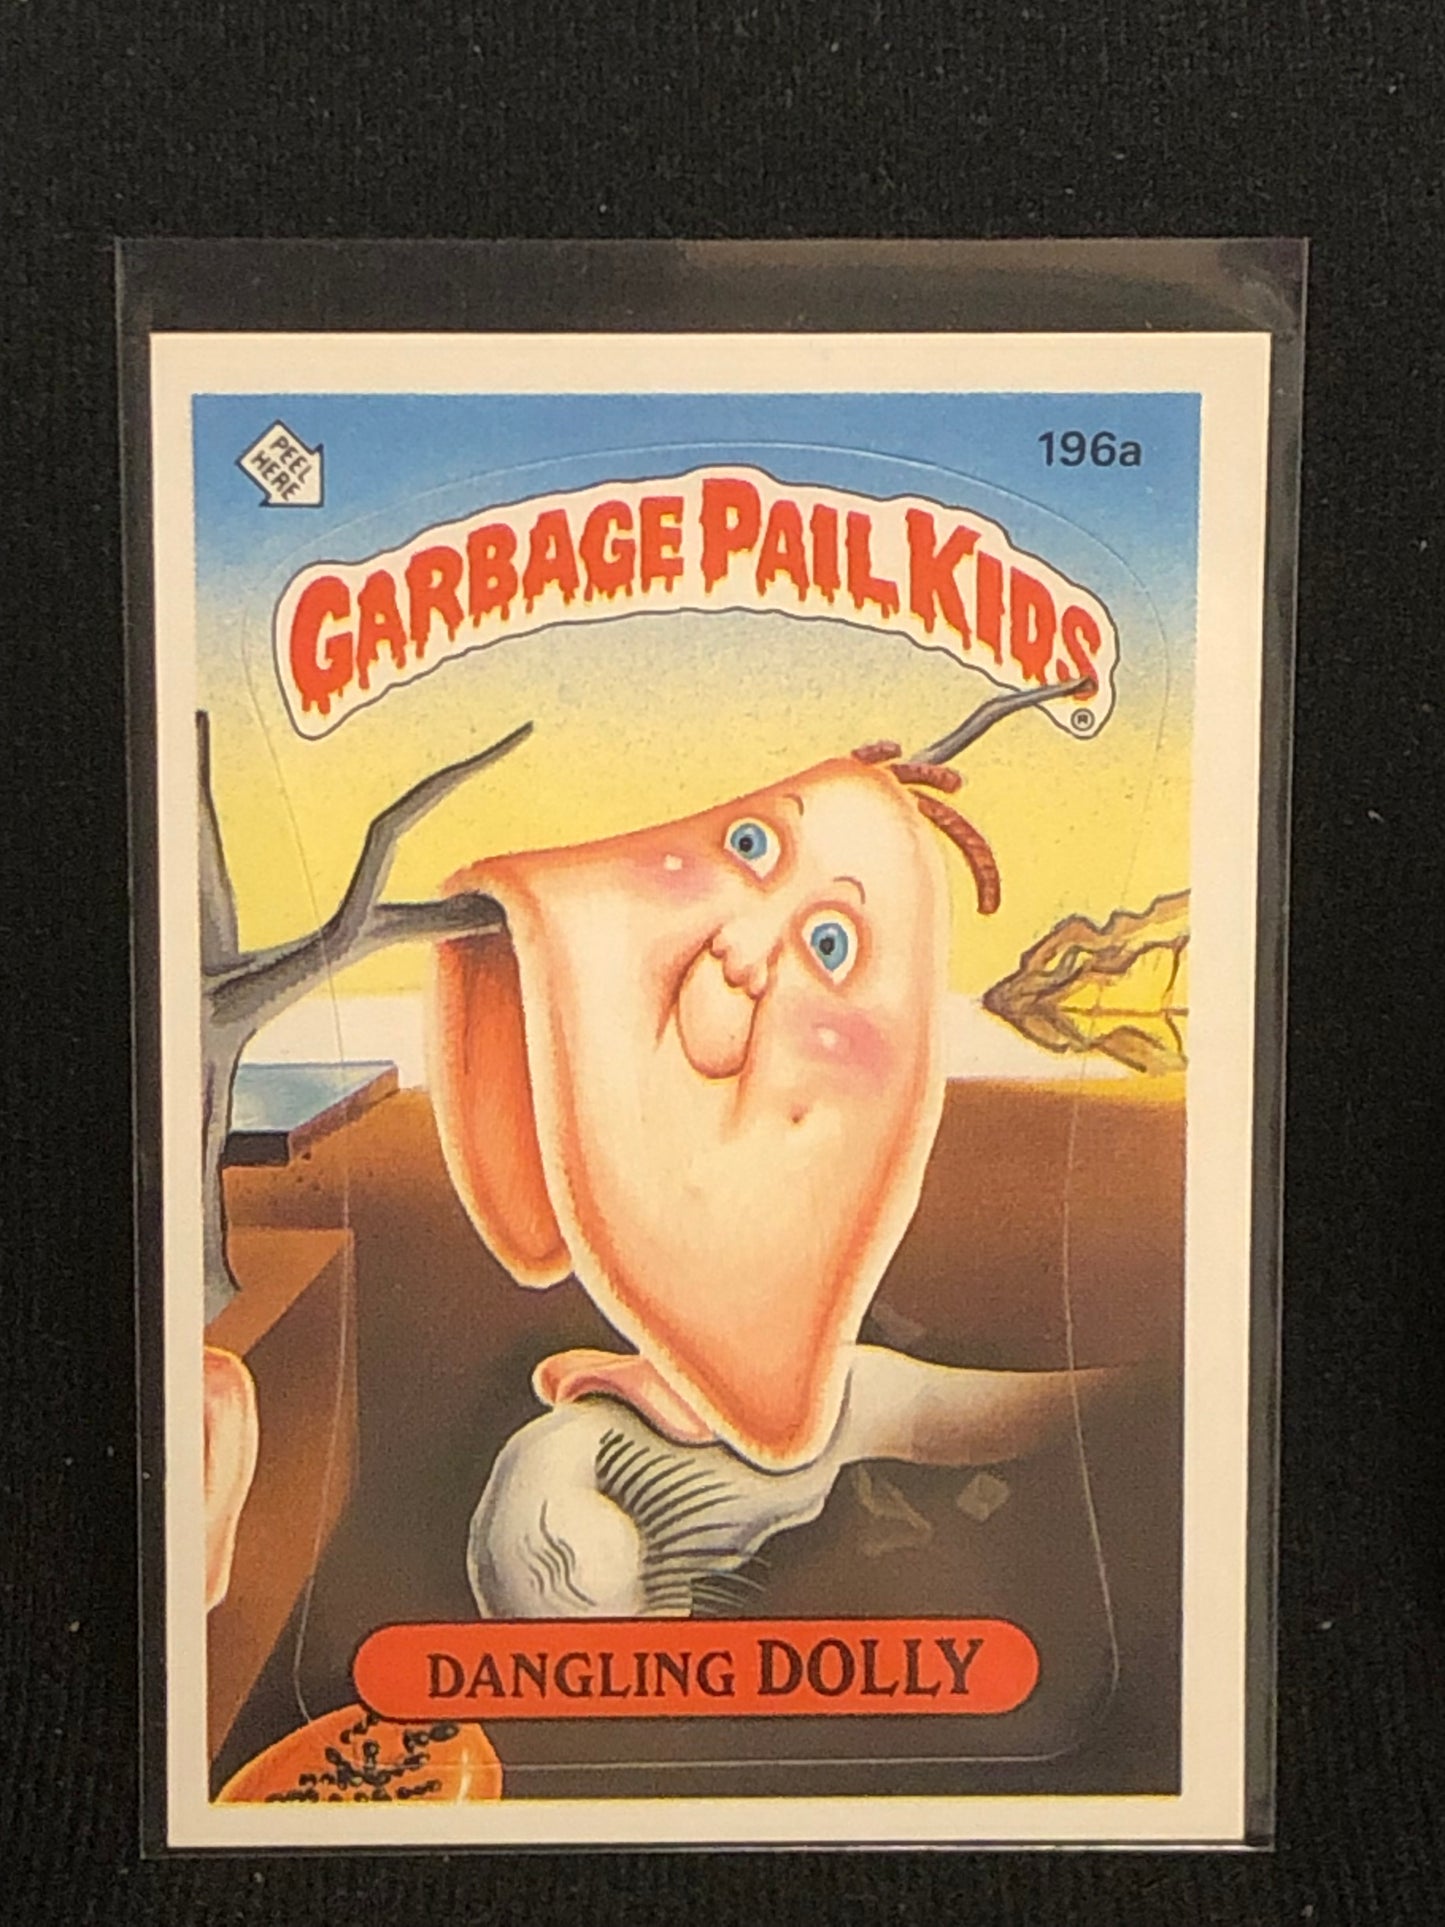 PEEL
HERE
196a
GARBAGE PAIL KIDS
®
DANGLING DOLLY